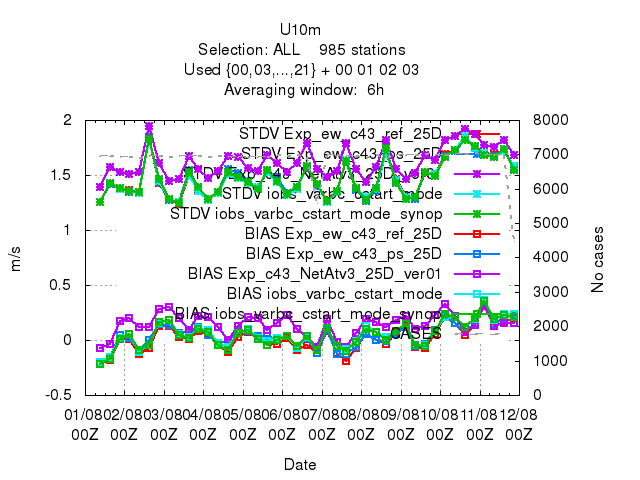 U10m
Selection: ALL 985 stations
Used {00,03,...,21} + 00 01 02 03
Averaging window: 6h
STDV Exp_ew_c43_ref_25D
STDV Exp_ew_c43_ps_25D
STDV Exp_c43_NetAtv3_25D_ver01
STDV iobs_varbc_cstart_mode
STDV iobs_varbc_cstart_mode_synop
BIAS Exp_ew_c43_ref_25D
BIAS Exp_ew_c43_ps_25D
BIAS Exp_c43_NetAtv3_25D_ver01
BIAS iobs_varbc_cstart_mode
BIAS iobs_varbc_cstart_mode_synop
CASES
m/s
2
1.5
1
0.5
0
-0.5
No cases
8000
7000
6000
5000
4000
3000
2000
1000
0
01/08 02/08 03/08 04/08 05/08 06/08 07/08 08/08 09/08 10/08 11/08 12/08
00Z 00Z 00Z 00Z 00Z 00Z 00Z 00Z 00Z 00Z 00Z 00Z
Date